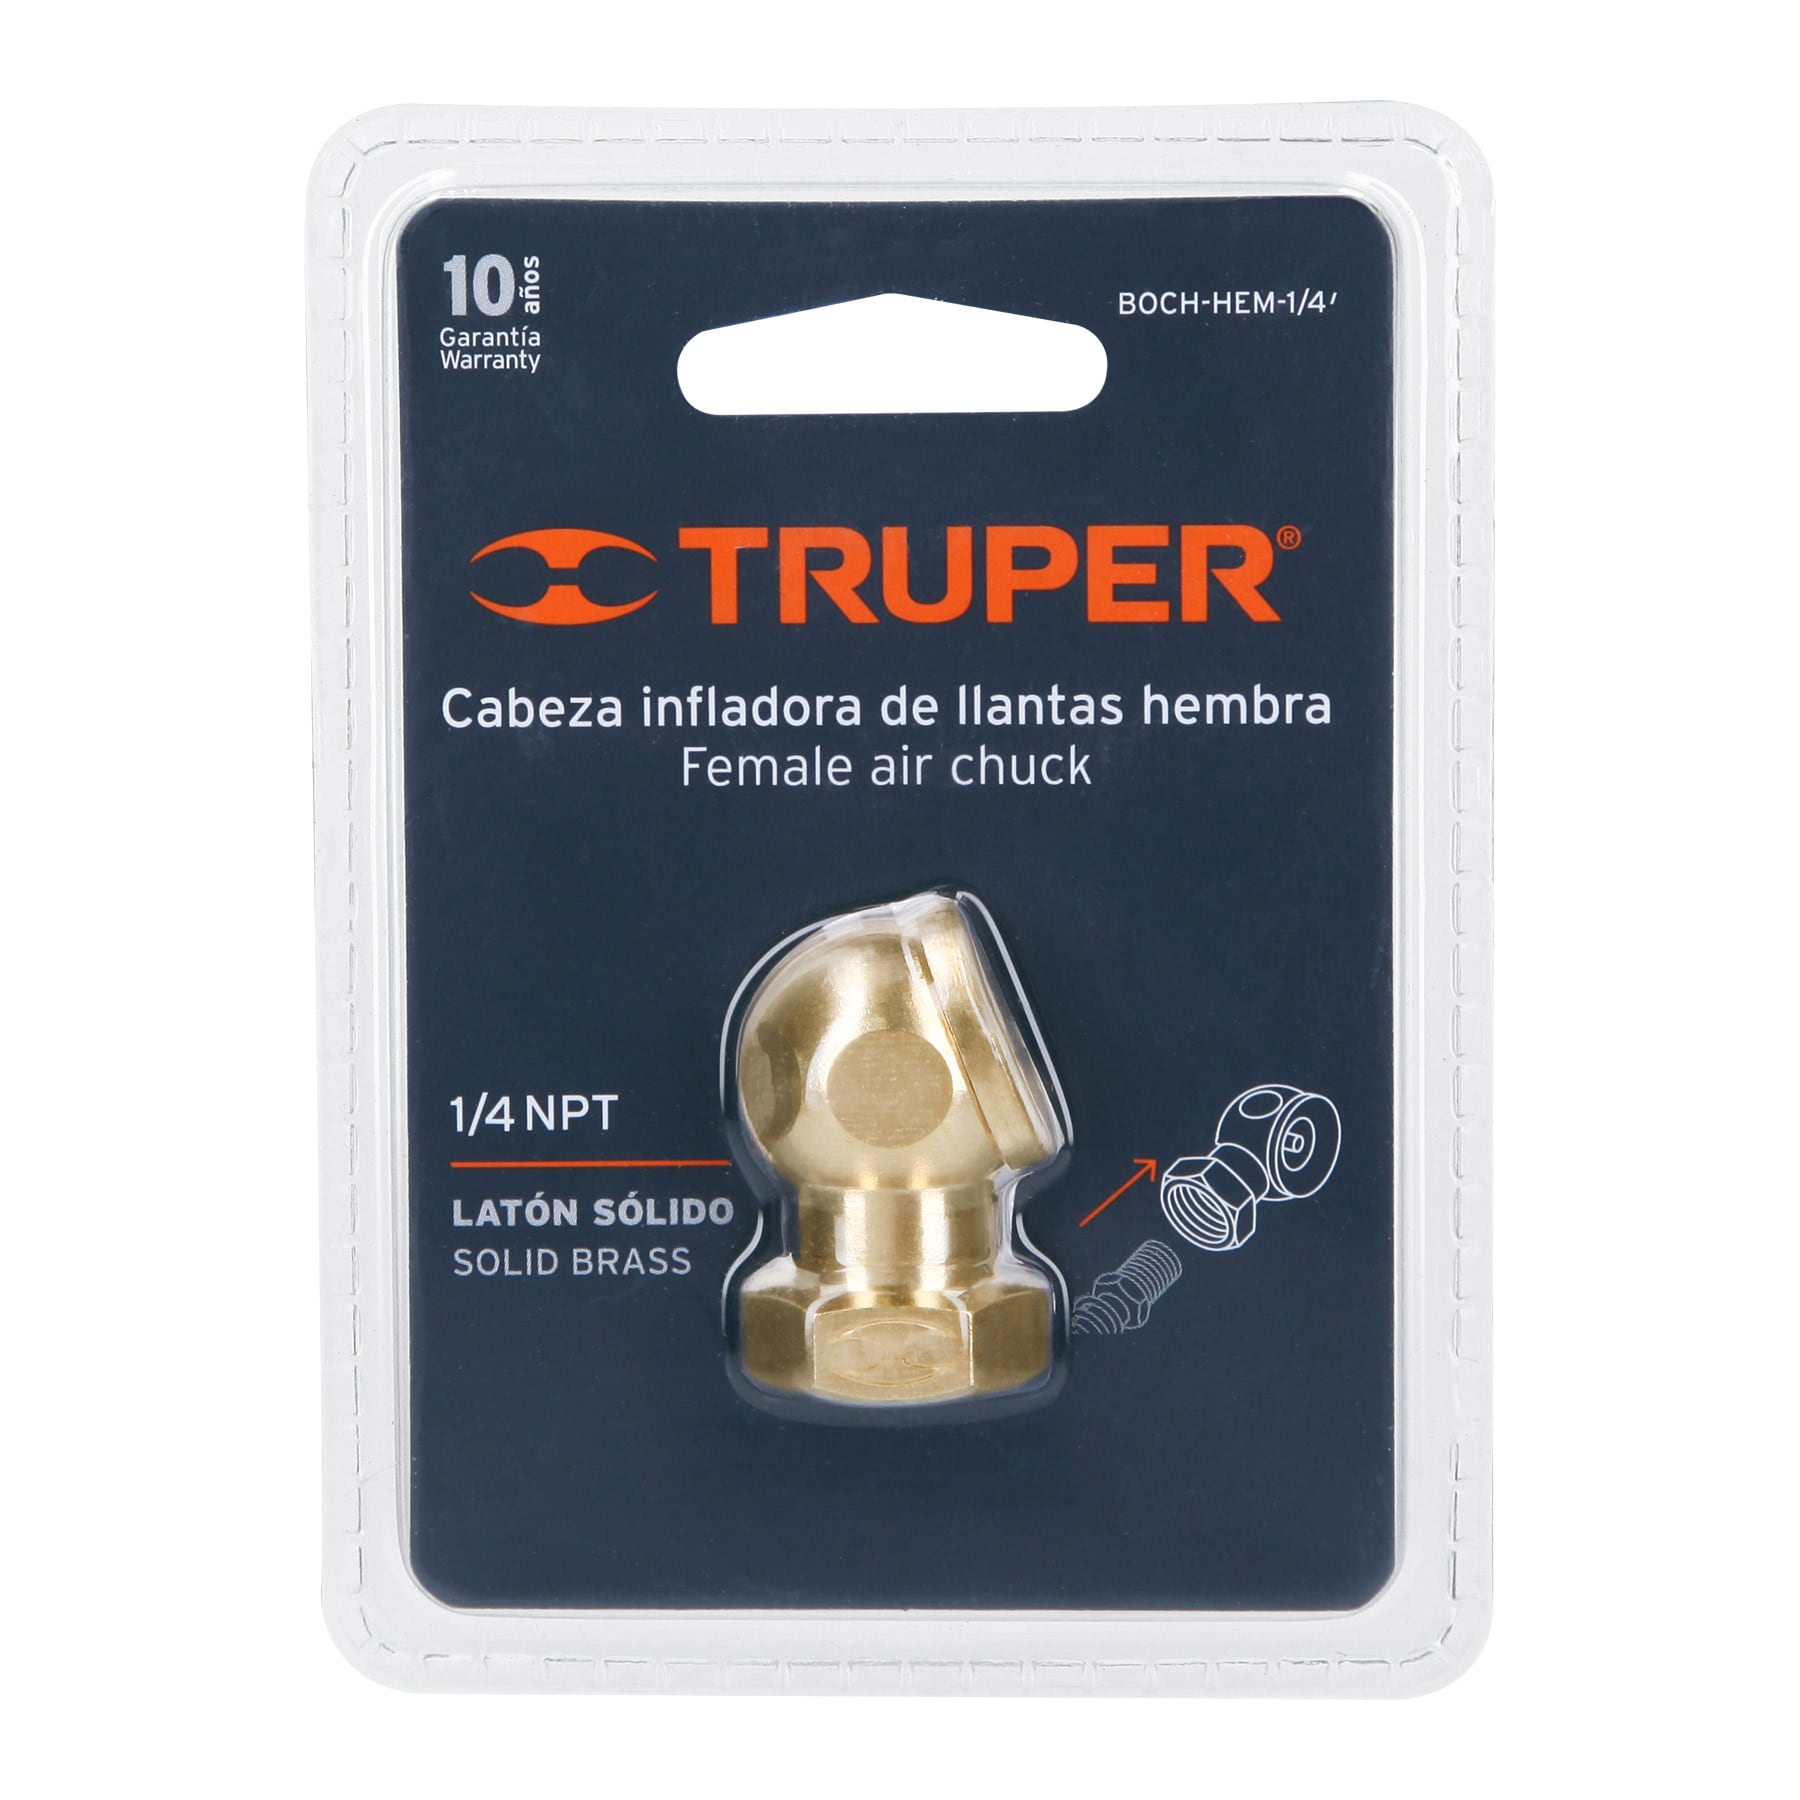 10 años
Garantía
Warranty
BOCH-HEM-1/4'
TRUPER®
Cabeza infladora de llantas hembra
Female air chuck
1/4 NPT
LATÓN SÓLIDO
SOLID BRASS